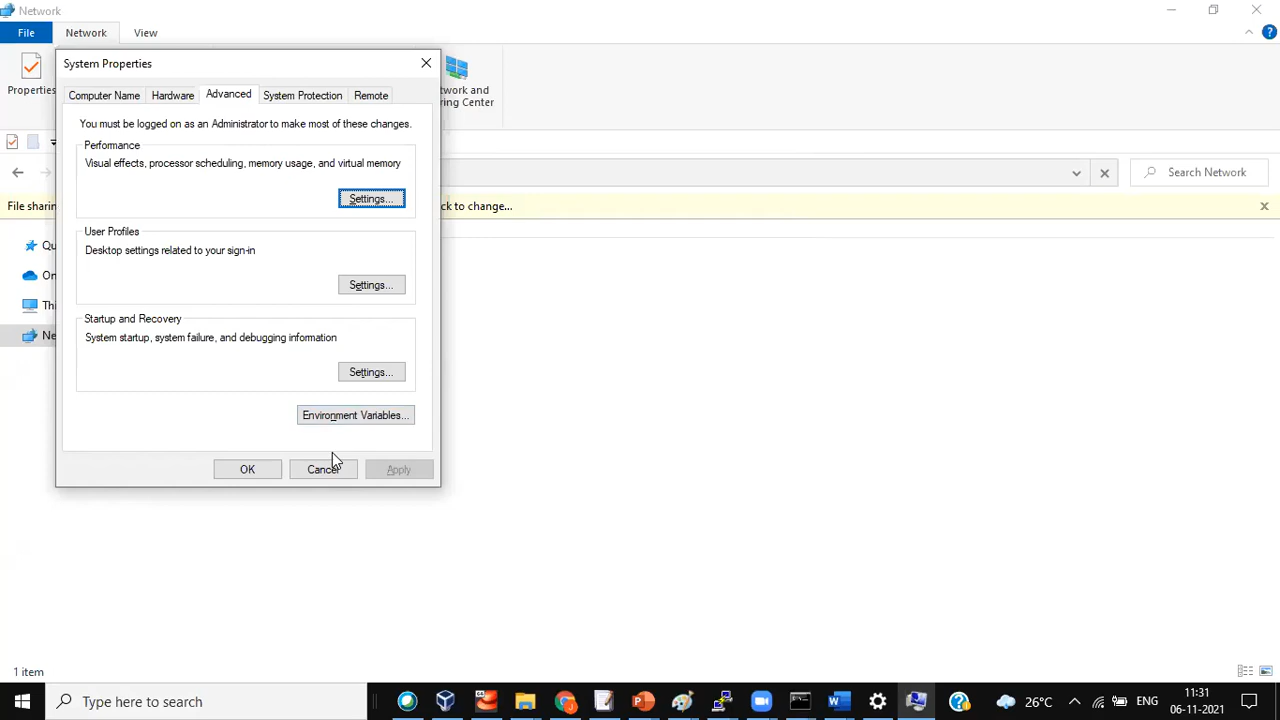 Network
File Network View
System Properties
Properties
twork and
ring Center
Computer Name Hardware Advanced System Protection Remote
You must be logged on as an Administrator to make most of these changes.
Performance
Visual effects, processor scheduling, memory usage, and virtual memory
Settings...
Search Network
File sharin
ck to change...
User Profiles
Desktop settings related to your sign-in
Settings...
Qu
On
Thi
Ne
Startup and Recovery
System startup, system failure, and debugging information
Settings...
Environment Variables...
OK Cancel Apply
1 item
Type here to search
26°C
ENG
11:31
06-11-2021